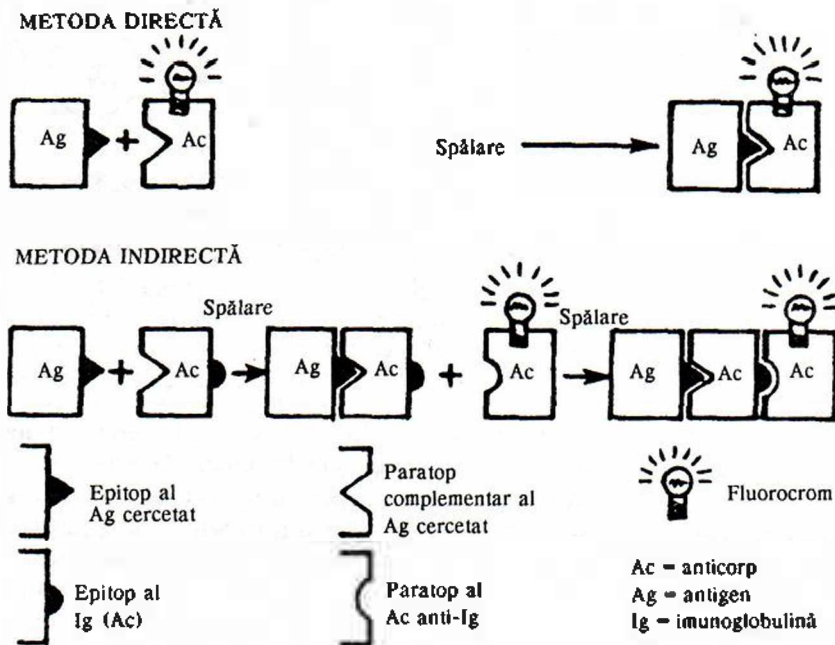 METODA DIRECTĂ
Ag + Ac
Spălare
Ag Ac
METODA INDIRECTĂ
Spălare
Spălare
Ag + Ac Ag Ac + Ac Ag Ac Ac
Epitop al
Ag cercetat
Paratop
complementar al
Ag cercetat
Fluorocrom
Epitop al
Ig (Ac)
Paratop al
Ac anti-Ig
Ac = anticorp
Ag = antigen
Ig = imunoglobulină